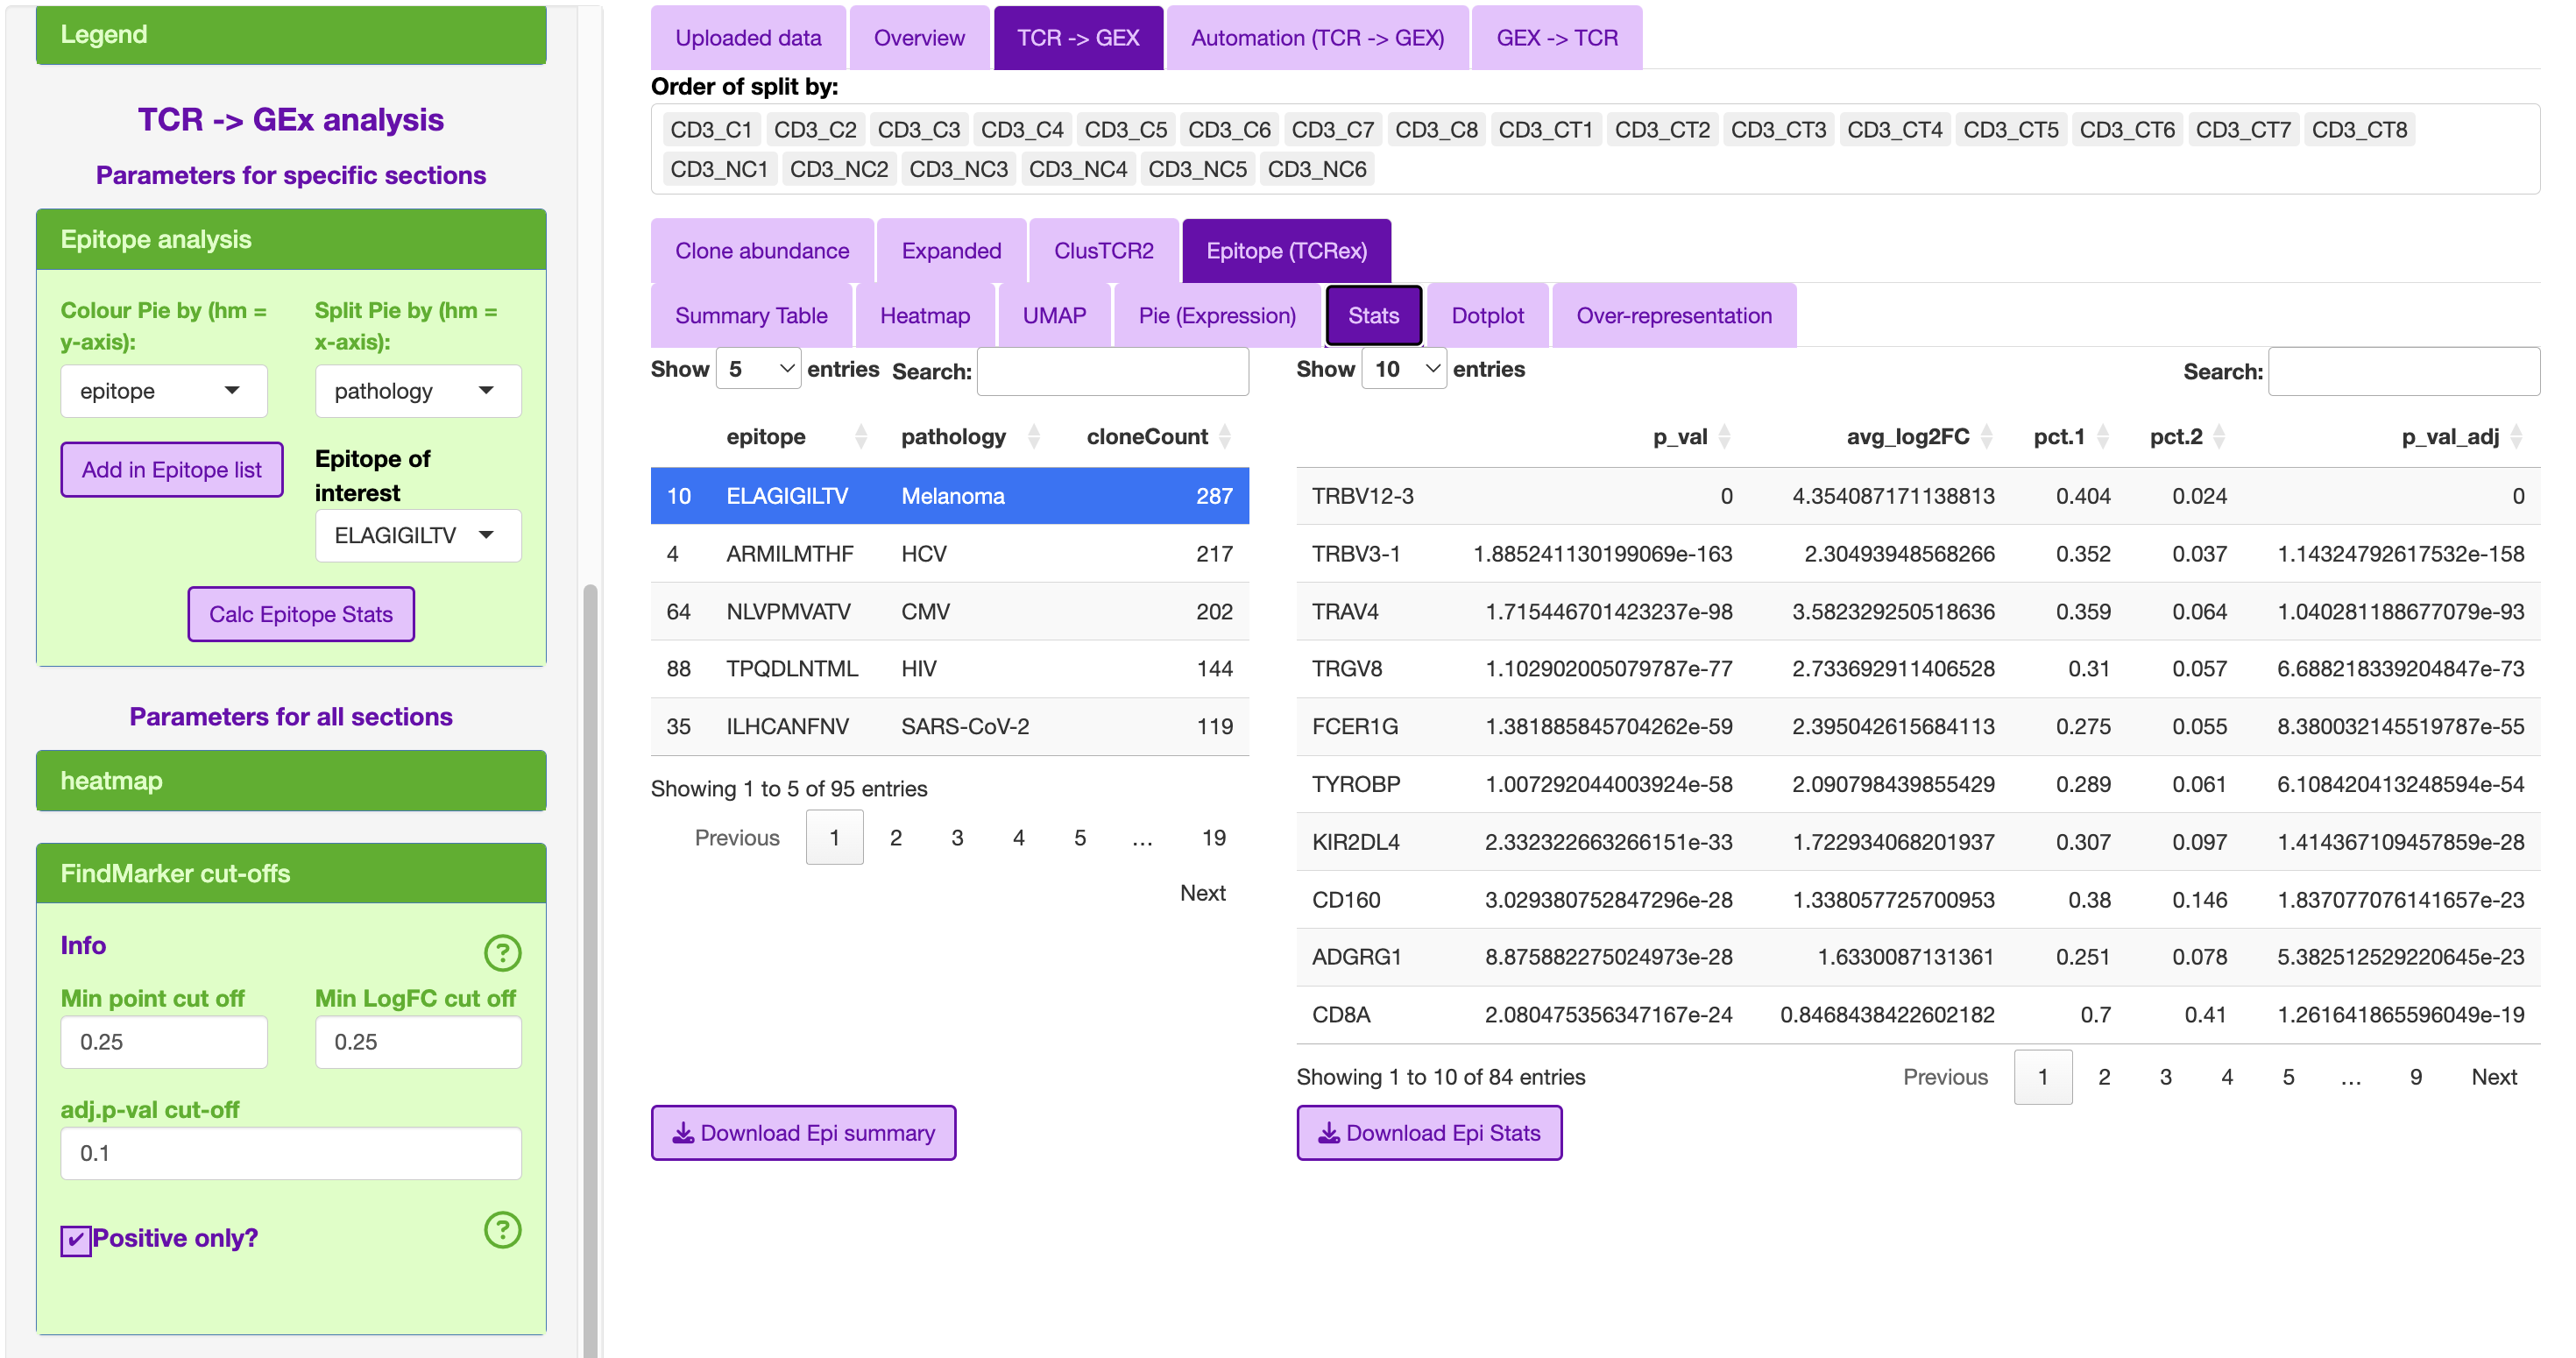 Legend
TCR -> GEx analysis
Parameters for specific sections
Epitope analysis
Colour Pie by (hm =
y-axis):
Split Pie by (hm =
x-axis):
epitope
pathology
Add in Epitope list
Epitope of
interest
ELAGIGILTV
Calc Epitope Stats
Parameters for all sections
heatmap
FindMarker cut-offs
Info
?
Min point cut off
Min LogFC cut off
0.25
0.25
adj.p-val cut-off
0.1
✔ Positive only?
?
Uploaded data Overview TCR -> GEX Automation (TCR -> GEX) GEX -> TCR
Order of split by:
CD3_C1 CD3_C2 CD3_C3 CD3_C4 CD3_C5 CD3_C6 CD3_C7 CD3_C8 CD3_CT1 CD3_CT2 CD3_CT3 CD3_CT4 CD3_CT5 CD3_CT6 CD3_CT7 CD3_CT8
CD3_NC1 CD3_NC2 CD3_NC3 CD3_NC4 CD3_NC5 CD3_NC6
Clone abundance Expanded ClusTCR2 Epitope (TCRex)
Summary Table Heatmap UMAP Pie (Expression) Stats Dotplot Over-representation
Show 5 entries Search:
epitope pathology cloneCount
10 ELAGIGILTV Melanoma 287
4 ARMILMTHF HCV 217
64 NLVPMVATV CMV 202
88 TPQDLNTML HIV 144
35 ILHCANFNV SARS-CoV-2 119
Showing 1 to 5 of 95 entries
Previous 1 2 3 4 5 … 19
Next
Download Epi summary
Show 10 entries Search:
p_val avg_log2FC pct.1 pct.2 p_val_adj
TRBV12-3 0 4.354087171138813 0.404 0.024 0
TRBV3-1 1.885241130199069e-163 2.30493948568266 0.352 0.037 1.14324792617532e-158
TRAV4 1.715446701423237e-98 3.582329250518636 0.359 0.064 1.040281188677079e-93
TRGV8 1.102902005079787e-77 2.733692911406528 0.31 0.057 6.688218339204847e-73
FCER1G 1.381885845704262e-59 2.395042615684113 0.275 0.055 8.380032145519787e-55
TYROBP 1.007292044003924e-58 2.090798439855429 0.289 0.061 6.108420413248594e-54
KIR2DL4 2.332322663266151e-33 1.722934068201937 0.307 0.097 1.414367109457859e-28
CD160 3.029380752847296e-28 1.338057725700953 0.38 0.146 1.837077076141657e-23
ADGRG1 8.875882275024973e-28 1.6330087131361 0.251 0.078 5.382512529220645e-23
CD8A 2.080475356347167e-24 0.8468438422602182 0.7 0.41 1.261641865596049e-19
Showing 1 to 10 of 84 entries
Previous 1 2 3 4 5 … 9 Next
Download Epi Stats